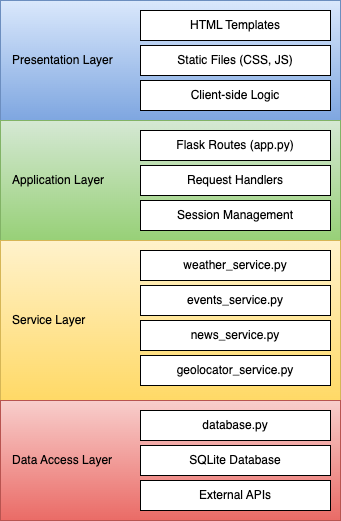 Presentation Layer
HTML Templates
Static Files (CSS, JS)
Client-side Logic
Application Layer
Flask Routes (app.py)
Request Handlers
Session Management
Service Layer
weather_service.py
events_service.py
news_service.py
geolocator_service.py
Data Access Layer
database.py
SQLite Database
External APIs